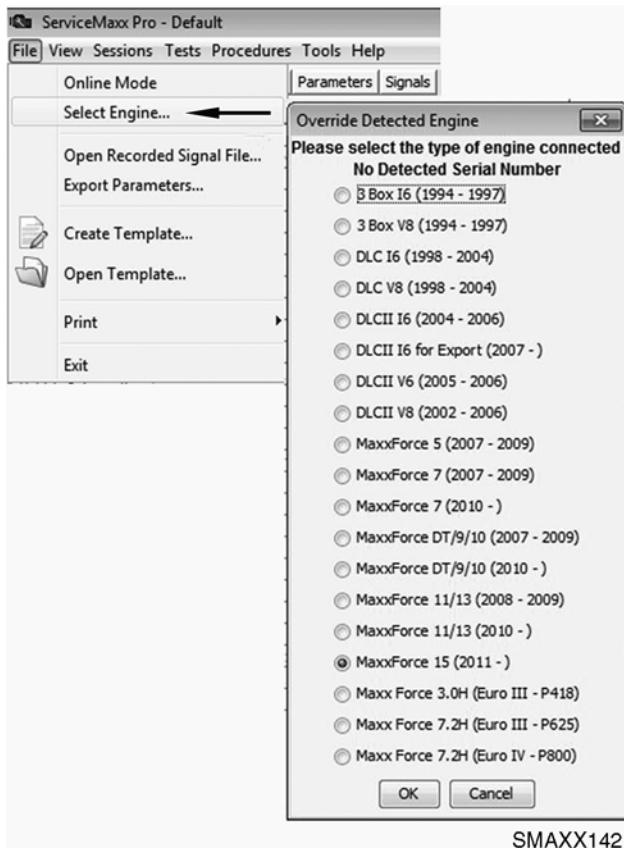 ServiceMaxx Pro - Default
File View Sessions Tests Procedures Tools Help
Online Mode
Select Engine...
Open Recorded Signal File...
Export Parameters...
Create Template...
Open Template...
Print
Exit
Parameters Signals
Override Detected Engine
Please select the type of engine connected
No Detected Serial Number
3 Box I6 (1994 - 1997)
3 Box V8 (1994 - 1997)
DLC I6 (1998 - 2004)
DLC V8 (1998 - 2004)
DLCII I6 (2004 - 2006)
DLCII I6 for Export (2007 - )
DLCII V6 (2005 - 2006)
DLCII V8 (2002 - 2006)
MaxxForce 5 (2007 - 2009)
MaxxForce 7 (2007 - 2009)
MaxxForce 7 (2010 - )
MaxxForce DT/9/10 (2007 - 2009)
MaxxForce DT/9/10 (2010 - )
MaxxForce 11/13 (2008 - 2009)
MaxxForce 11/13 (2010 - )
MaxxForce 15 (2011 - )
Maxx Force 3.0H (Euro III - P418)
Maxx Force 7.2H (Euro III - P625)
Maxx Force 7.2H (Euro IV - P800)
OK Cancel
SMAXX142